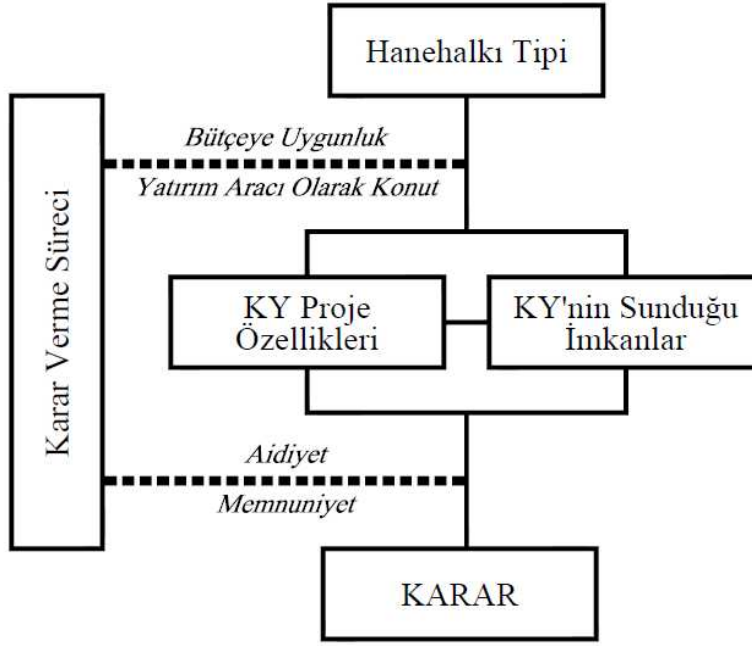 Hanehalkı Tipi
Karar Verme Süreci
Bütçeye Uygunluk
Yatırım Aracı Olarak Konut
KY Proje
Özellikleri
KY'nin Sunduğu
İmkanlar
Aidiyet
Memnuniyet
KARAR